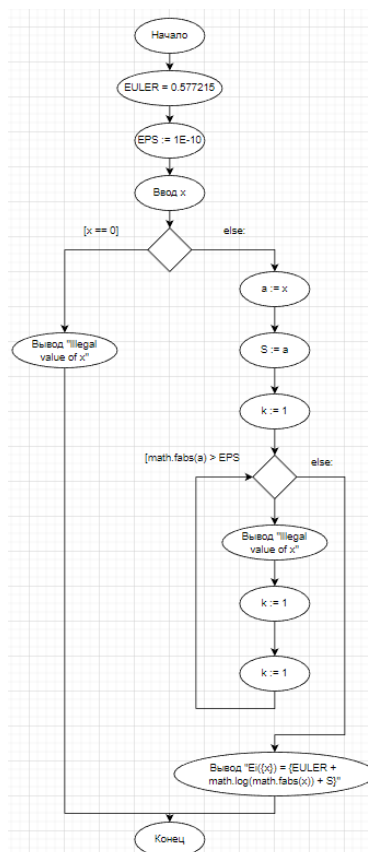 Начало
EULER = 0.577215
EPS := 1E-10
Ввод x
[x == 0]
else:
a := x
Вывод "Illegal
value of x"
S := a
k := 1
[math.fabs(a) > EPS
else:
Вывод "Illegal
value of x"
k := 1
k := 1
Вывод "Ei({x}) = {EULER +
math.log(math.fabs(x)) + S}"
Конец